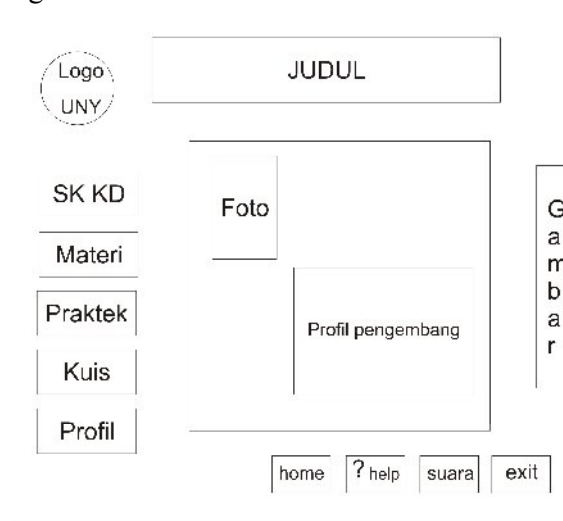 Logo
UNY
JUDUL
SK KD
Materi
Praktek
Kuis
Profil
Foto
Profil pengembang
G
a
m
b
a
r
home
? help
suara
exit